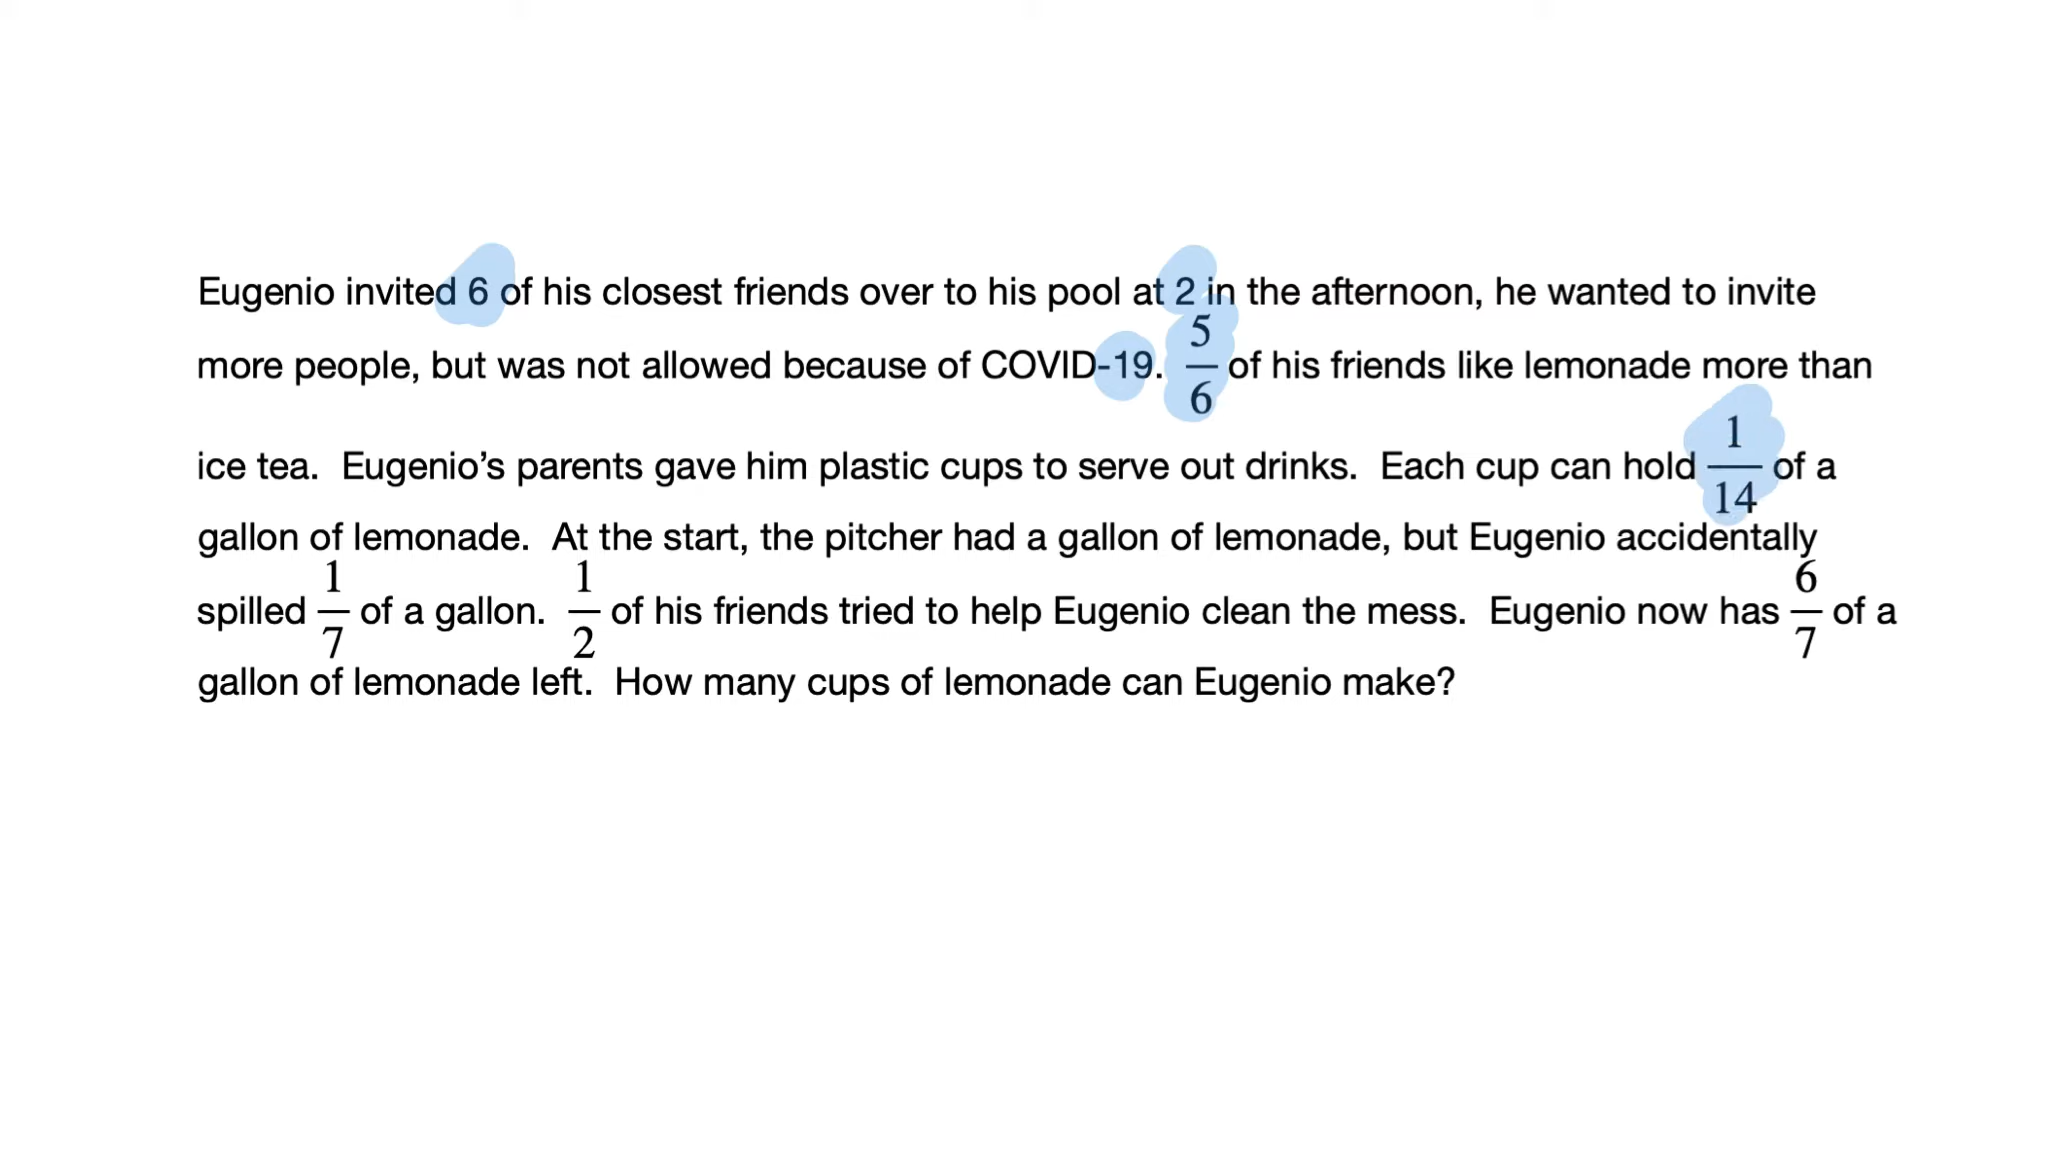 Eugenio invited 6 of his closest friends over to his pool at 2 in the afternoon, he wanted to invite
more people, but was not allowed because of COVID-19. 5/6 of his friends like lemonade more than
ice tea. Eugenio’s parents gave him plastic cups to serve out drinks. Each cup can hold 1/14 of a
gallon of lemonade. At the start, the pitcher had a gallon of lemonade, but Eugenio accidentally
spilled 1/7 of a gallon. 1/2 of his friends tried to help Eugenio clean the mess. Eugenio now has 6/7 of a
gallon of lemonade left. How many cups of lemonade can Eugenio make?